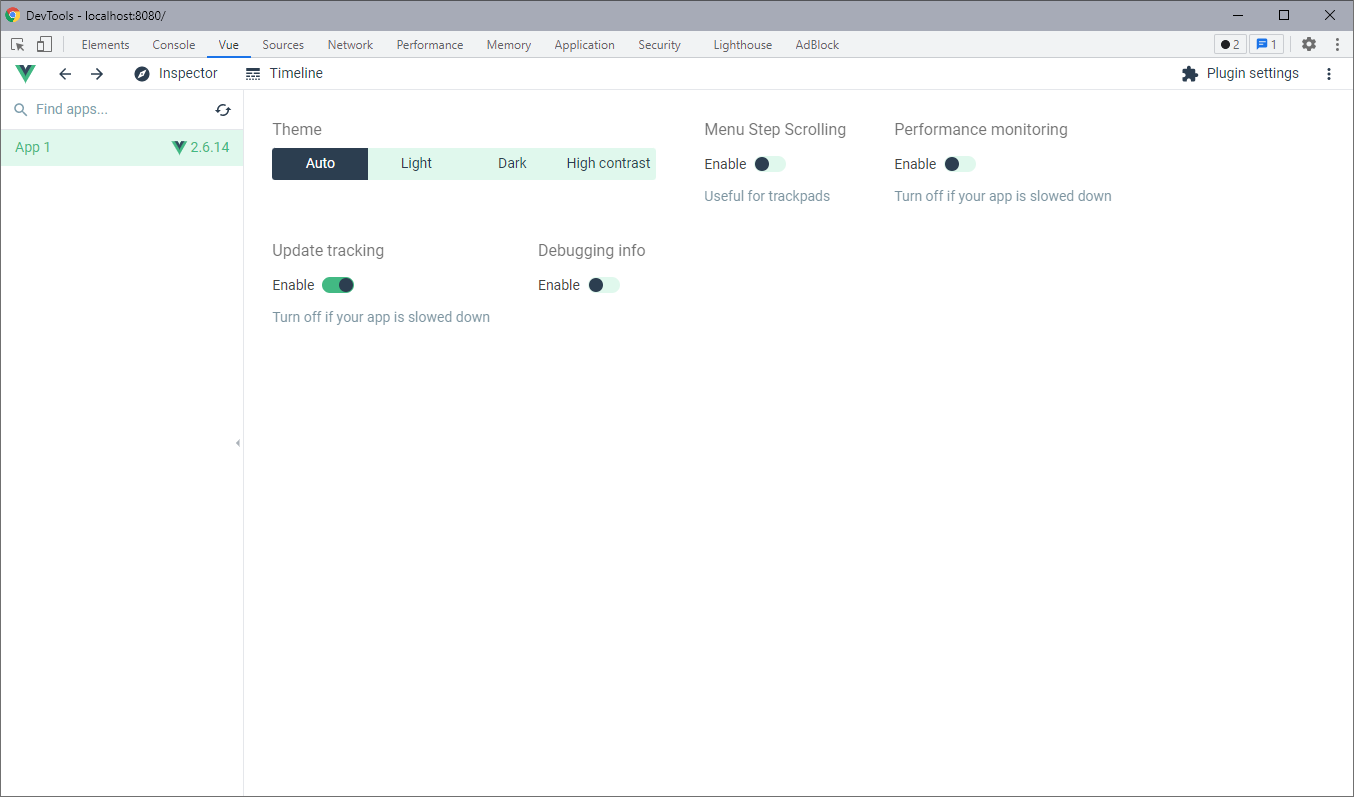 DevTools - localhost:8080/
Elements Console Vue Sources Network Performance Memory Application Security Lighthouse AdBlock 2 1
Inspector Timeline Plugin settings
Find apps...
App 1 2.6.14
Theme
Auto Light Dark High contrast
Menu Step Scrolling
Enable
Useful for trackpads
Performance monitoring
Enable
Turn off if your app is slowed down
Update tracking
Enable
Turn off if your app is slowed down
Debugging info
Enable